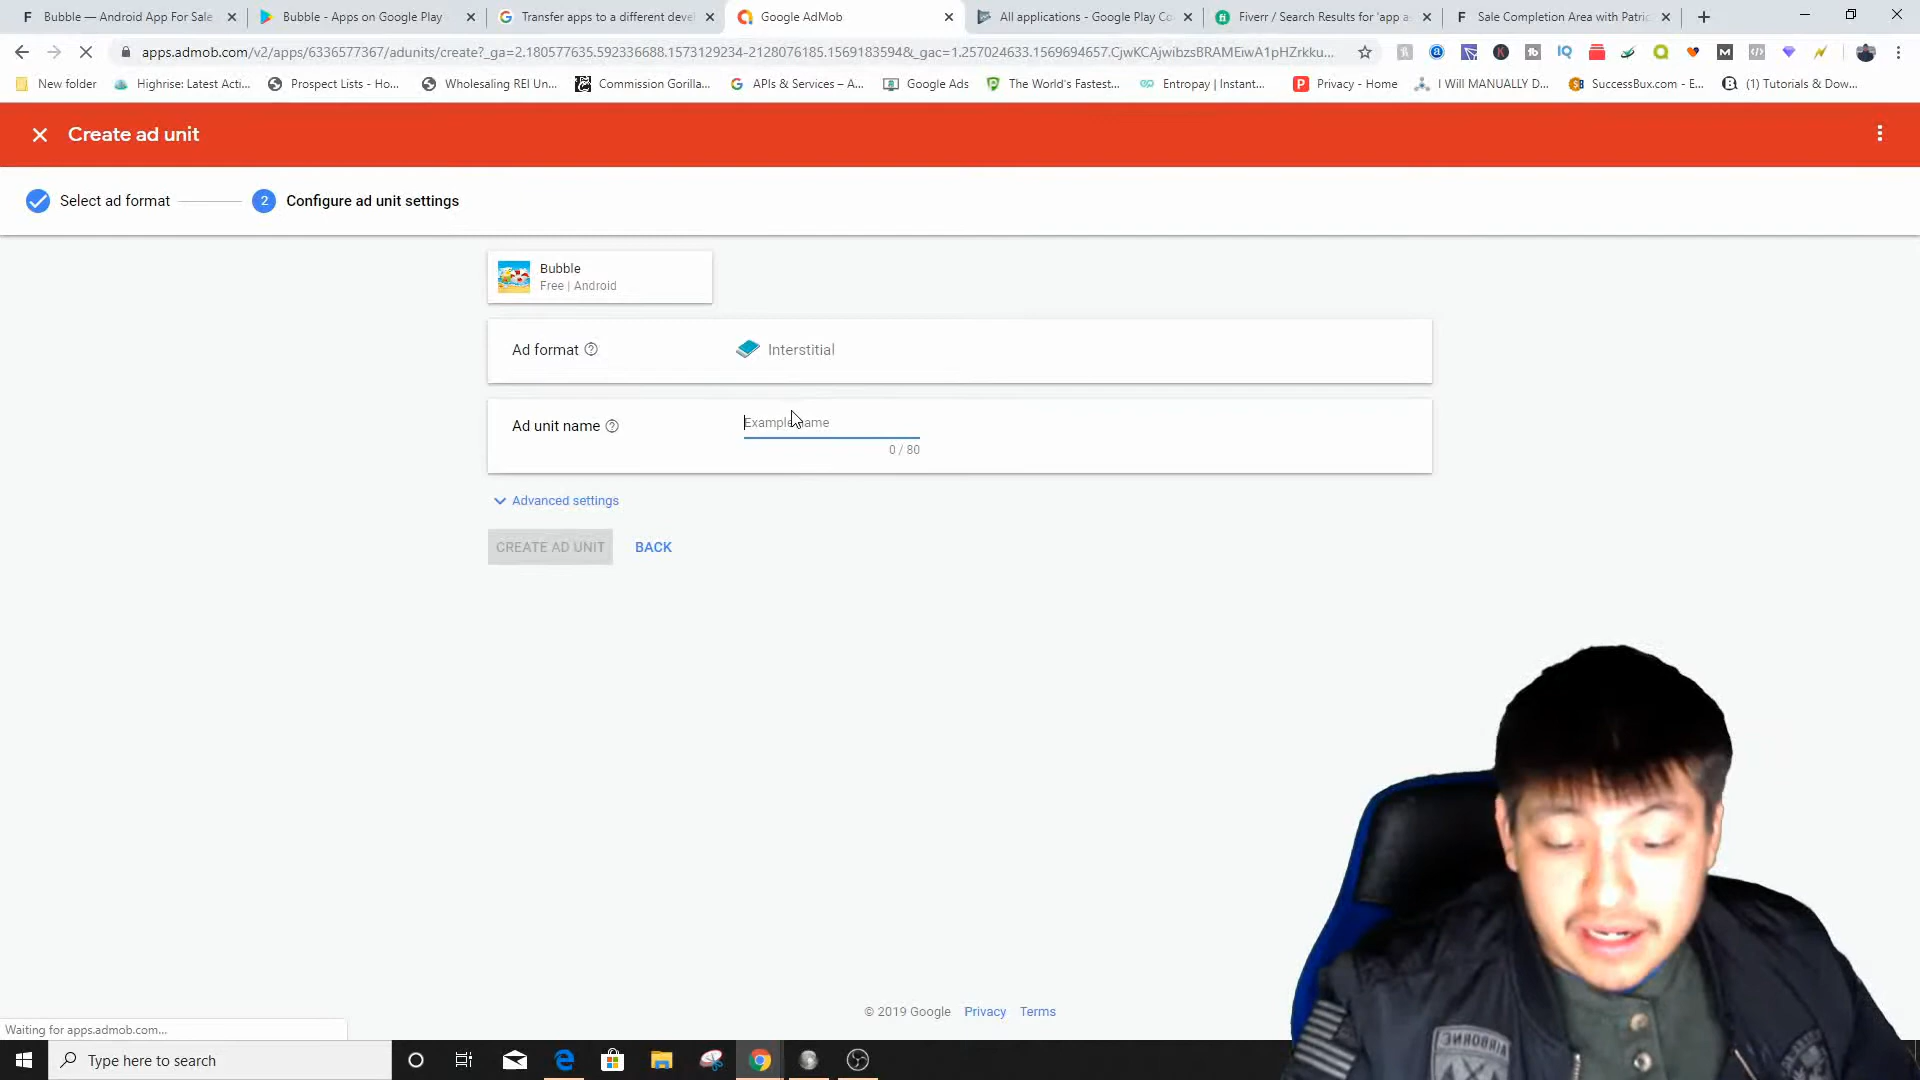 Bubble — Android App For Sale
Bubble - Apps on Google Play
Transfer apps to a different deve
Google AdMob
All applications - Google Play Co
Fiverr / Search Results for 'app a
Sale Completion Area with Patric
apps.admob.com/v2/apps/6336577367/adunits/create?_ga=2.180577635.592336688.1573129234-2128076185.1569183594&_gac=1.257024633.1569694657.CjwKCAjwibzsBRAMEiwA1pHZrkku...
New folder
Highrise: Latest Acti...
Prospect Lists - Ho...
Wholesaling REI Un...
Commission Gorilla...
APIs & Services – A...
Google Ads
The World's Fastest...
Entropay | Instant...
Privacy - Home
I Will MANUALLY D...
SuccessBux.com - E...
(1) Tutorials & Dow...
Create ad unit
Select ad format
2
Configure ad unit settings
Bubble
Free | Android
Ad format
Interstitial
Ad unit name
Example name
0 / 80
Advanced settings
CREATE AD UNIT
BACK
© 2019 Google Privacy Terms
Waiting for apps.admob.com...
Type here to search
AIRBORNE